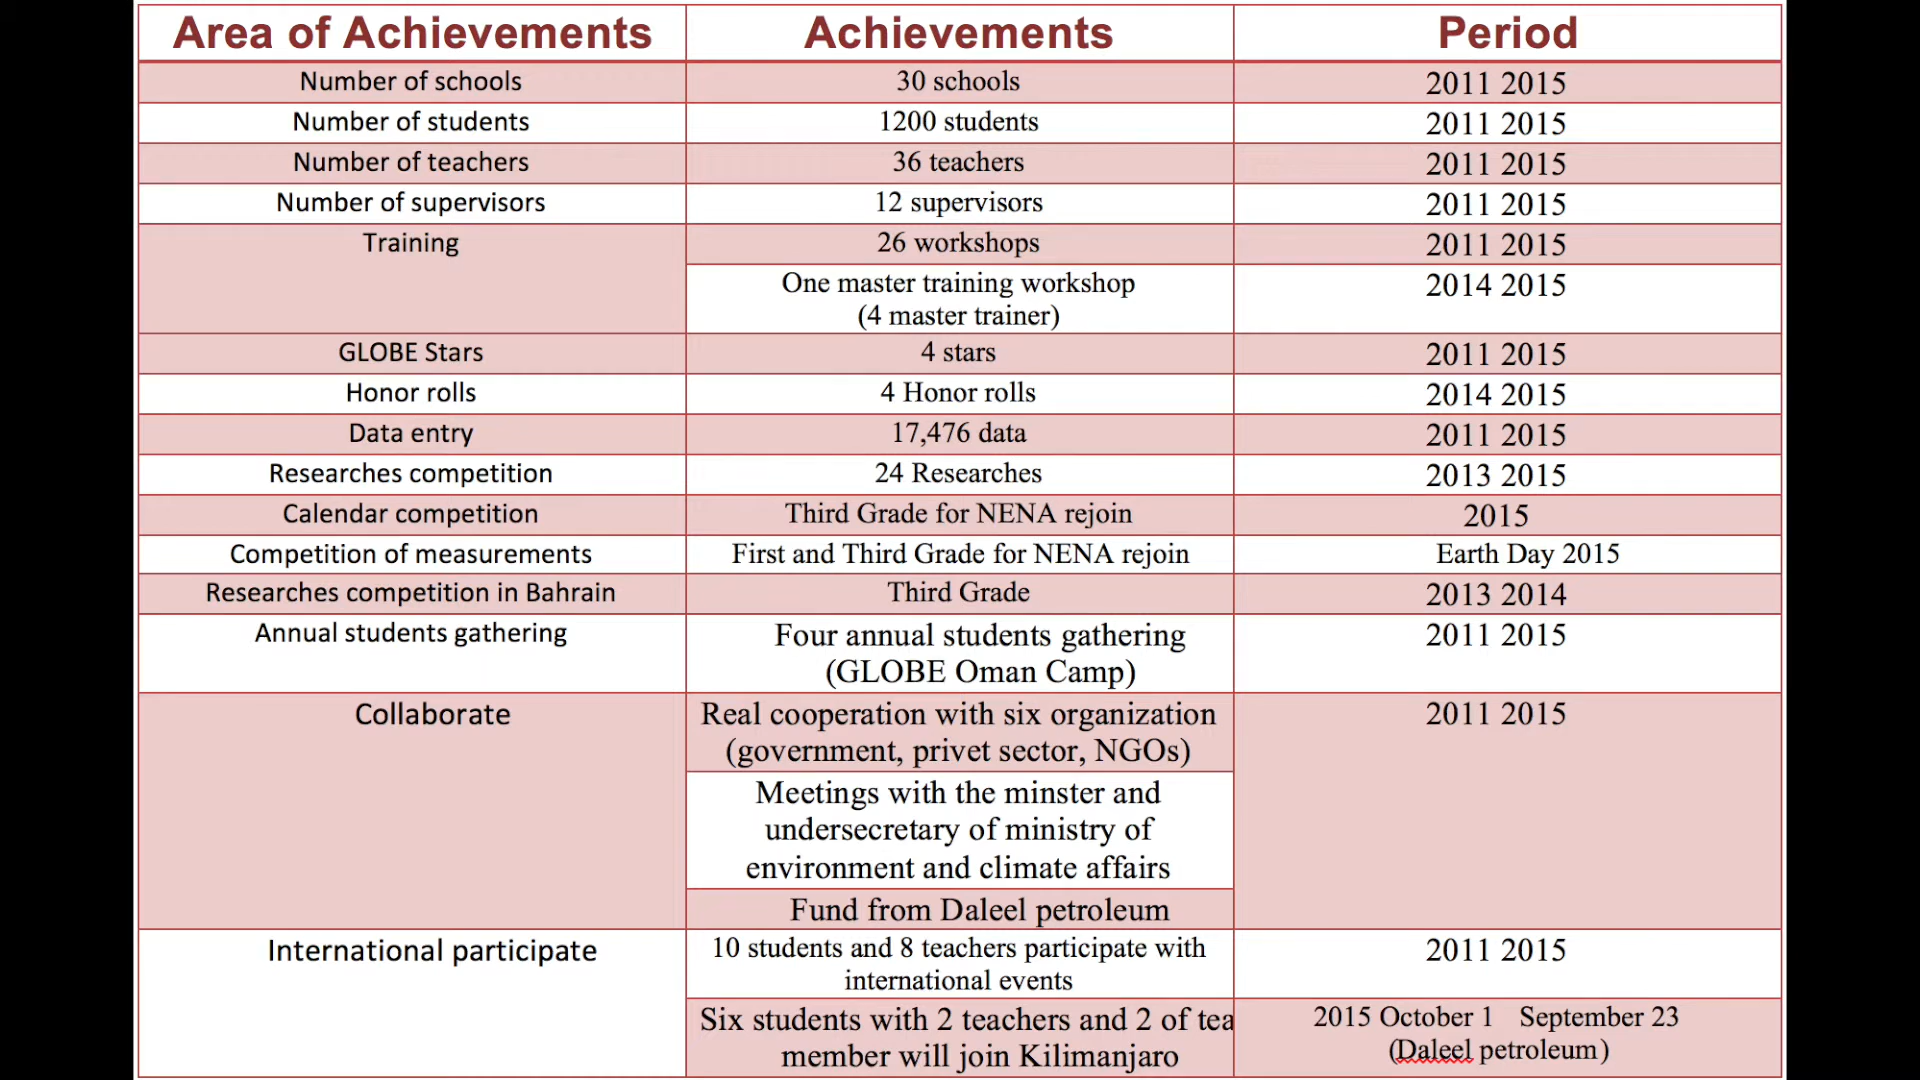 Area of Achievements Achievements Period
Number of schools 30 schools 2011 2015
Number of students 1200 students 2011 2015
Number of teachers 36 teachers 2011 2015
Number of supervisors 12 supervisors 2011 2015
Training 26 workshops 2011 2015
One master training workshop 2014 2015
(4 master trainer)
GLOBE Stars 4 stars 2011 2015
Honor rolls 4 Honor rolls 2014 2015
Data entry 17,476 data 2011 2015
Researches competition 24 Researches 2013 2015
Calendar competition Third Grade for NENA rejoin 2015
Competition of measurements First and Third Grade for NENA rejoin Earth Day 2015
Researches competition in Bahrain Third Grade 2013 2014
Annual students gathering Four annual students gathering 2011 2015
(GLOBE Oman Camp)
Collaborate Real cooperation with six organization 2011 2015
(government, privet sector, NGOs)
Meetings with the minster and
undersecretary of ministry of
environment and climate affairs
Fund from Daleel petroleum
International participate 10 students and 8 teachers participate with 2011 2015
international events
Six students with 2 teachers and 2 of tea 2015 October 1 September 23
member will join Kilimanjaro (Daleel petroleum)